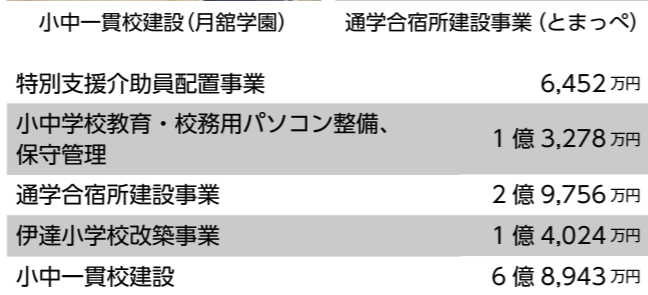 小中一貫校建設（月舘学園）
通学合宿所建設事業（とまっぺ）
特別支援介助員配置事業 6,452万円
小中学校教育・校務用パソコン整備、
保守管理 1億3,278万円
通学合宿所建設事業 2億9,756万円
伊達小学校改築事業 1億4,024万円
小中一貫校建設 6億8,943万円